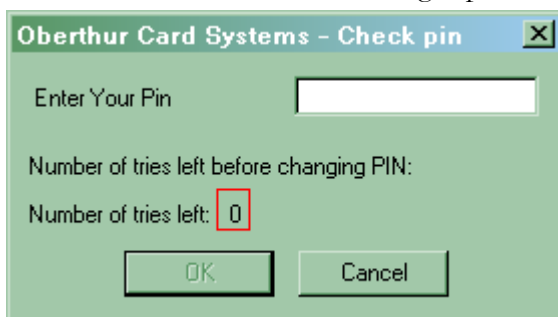 Oberthur Card Systems - Check pin
Enter Your Pin
Number of tries left before changing PIN:
Number of tries left: 0
OK Cancel